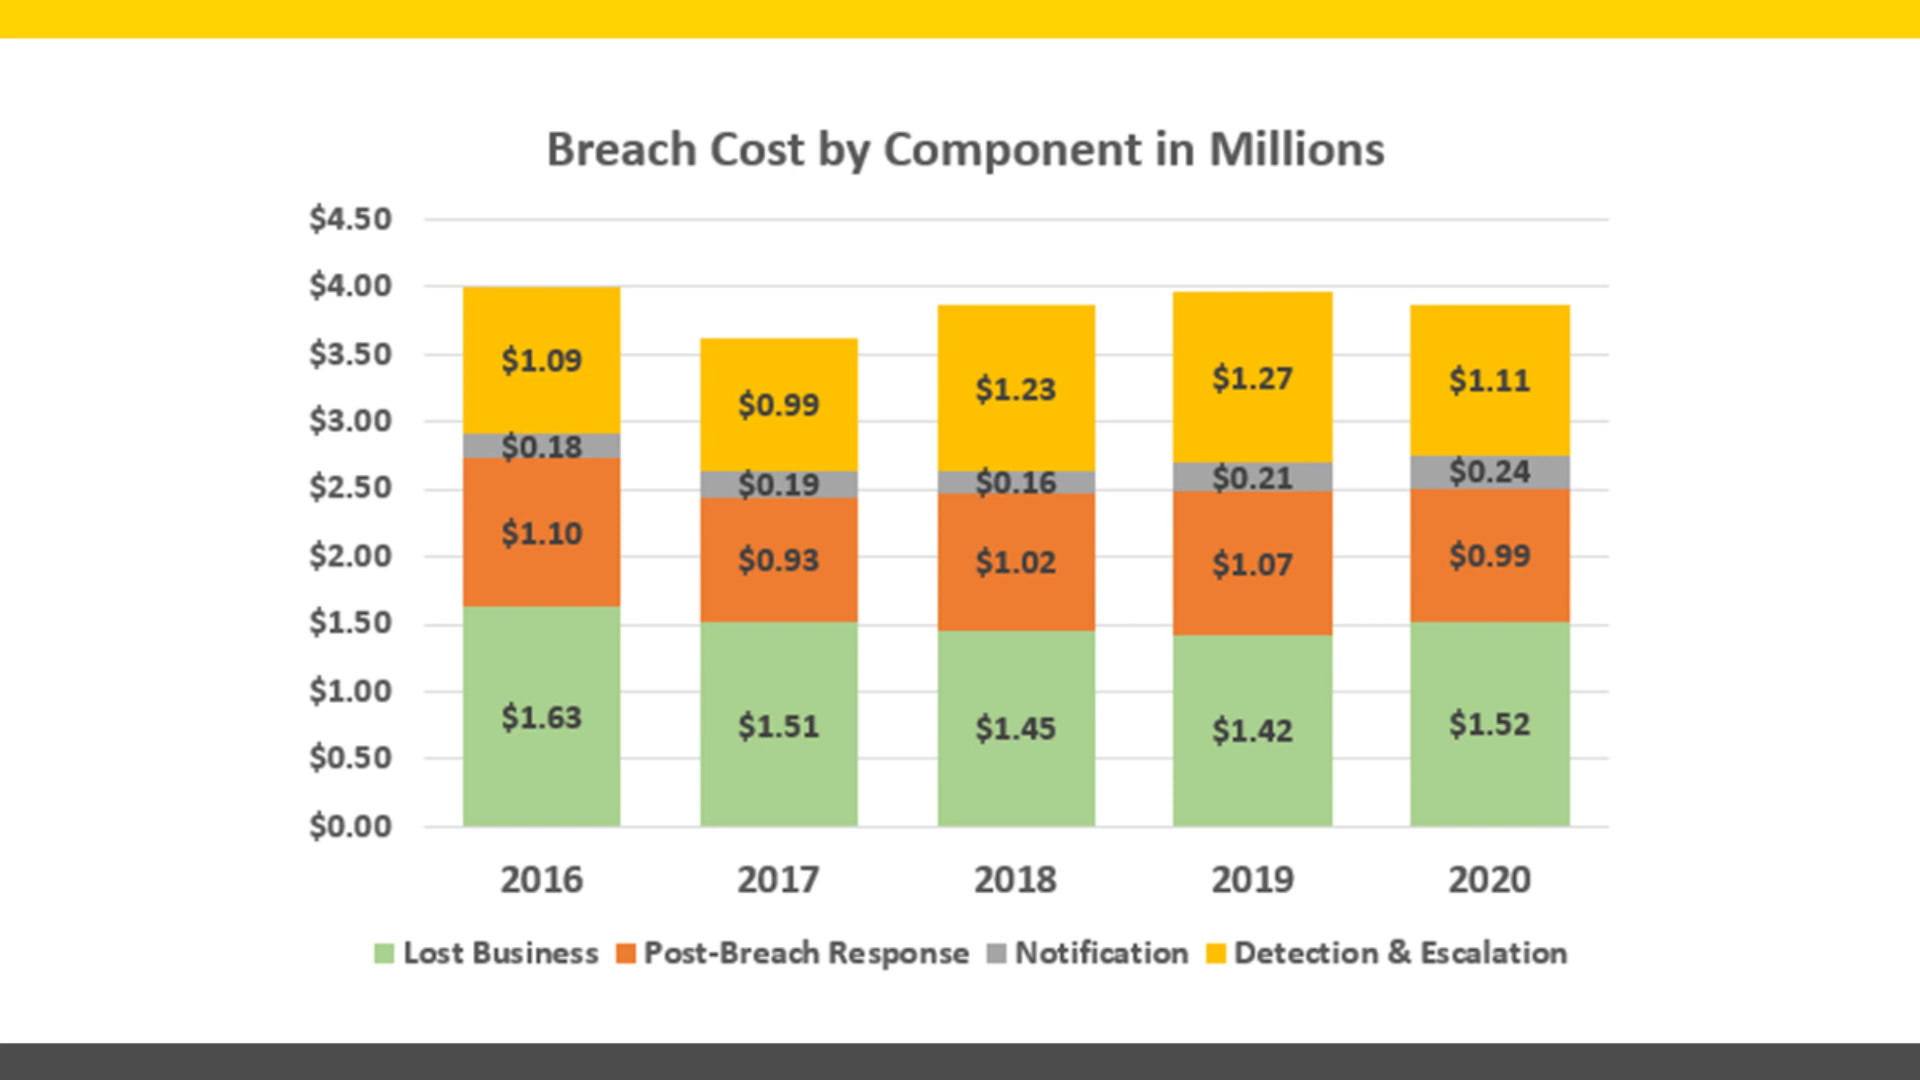 Breach Cost by Component in Millions
$4.50
$4.00
$3.50
$3.00
$2.50
$2.00
$1.50
$1.00
$0.50
$0.00
$1.09 $0.99 $1.23 $1.27 $1.11
$0.18 $0.19 $0.16 $0.21 $0.24
$1.10 $0.93 $1.02 $1.07 $0.99
$1.63 $1.51 $1.45 $1.42 $1.52
2016 2017 2018 2019 2020
Lost Business Post-Breach Response Notification Detection & Escalation